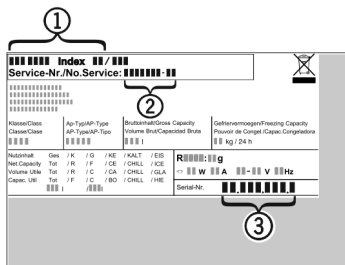 1
Index /
Service-Nr./No.Service: -
2
Klasse/Class
Classe/Clase
Ap-Typ/AP-Type
AP-Type/AP-Tipo
Bruttoinhalt/Gross Capacity
Volume Brut/Capacidad Bruta
l
Gefriervermoegen/Freezing Capacity
Pouvoir de Congel./Capac.Congeladora
kg / 24 h
Nutzinhalt Ges / K / G / KE / KALT / EIS
Net.Capacity Tot / R / F / CE / CHILL / ICE
Volume Utile Tot / R / C / CA / CHILL / GLA
Capac. Util Tot / F / C / BO / CHILL / HIE
l / l
R : g
~ W A - V Hz
Serial-Nr. . . .
3